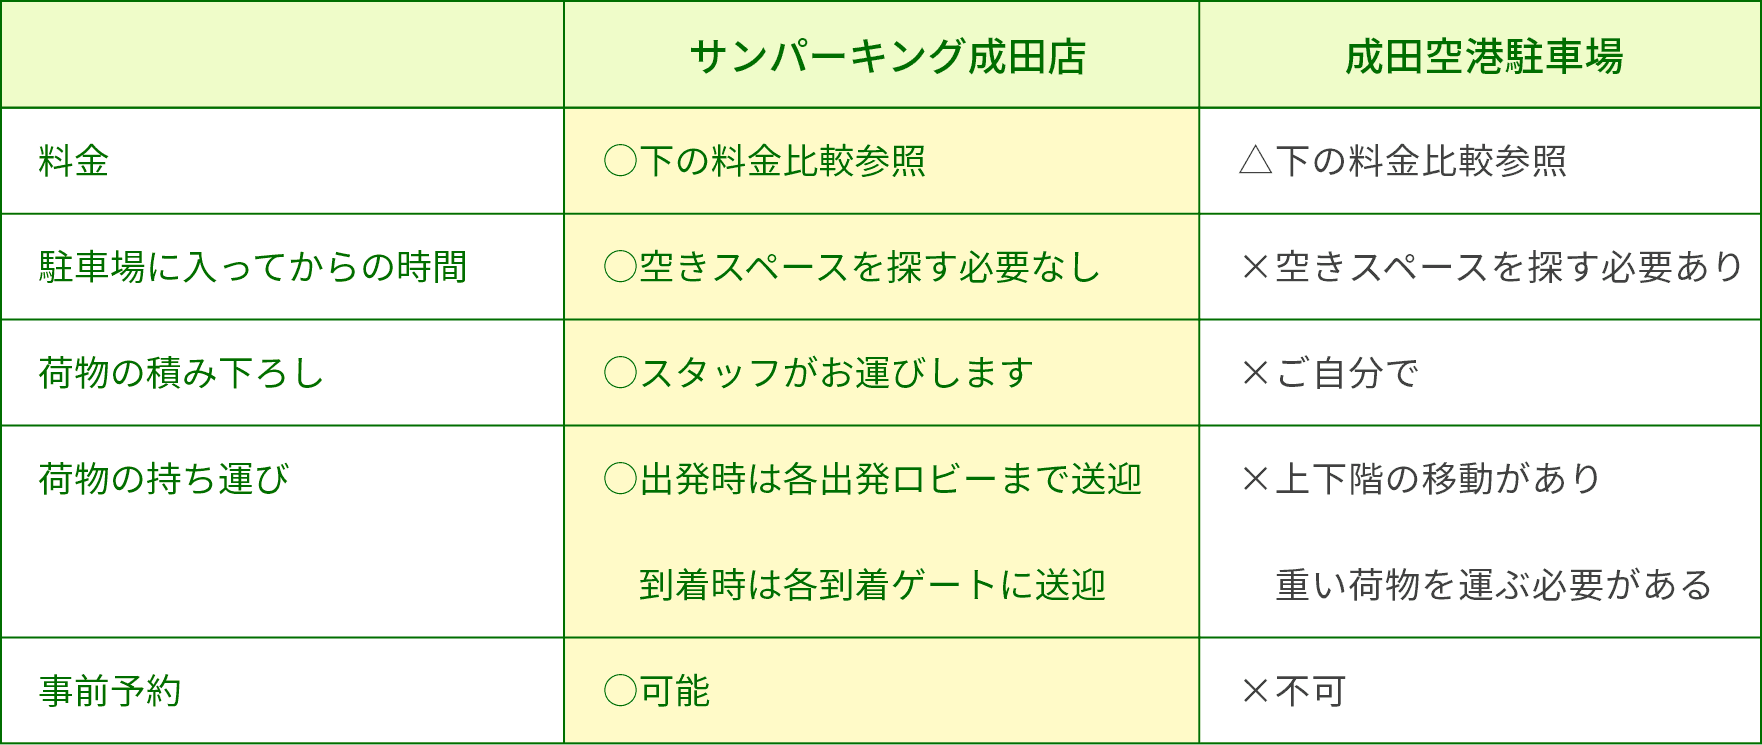 サンパーキング成田店 成田空港駐車場
料金 ○下の料金比較参照 △下の料金比較参照
駐車場に入ってからの時間 ○空きスペースを探す必要なし ×空きスペースを探す必要あり
荷物の積み下ろし ○スタッフがお運びします ×ご自分で
荷物の持ち運び ○出発時は各出発ロビーまで送迎 ×上下階の移動があり
到着時は各到着ゲートに送迎 重い荷物を運ぶ必要がある
事前予約 ○可能 ×不可